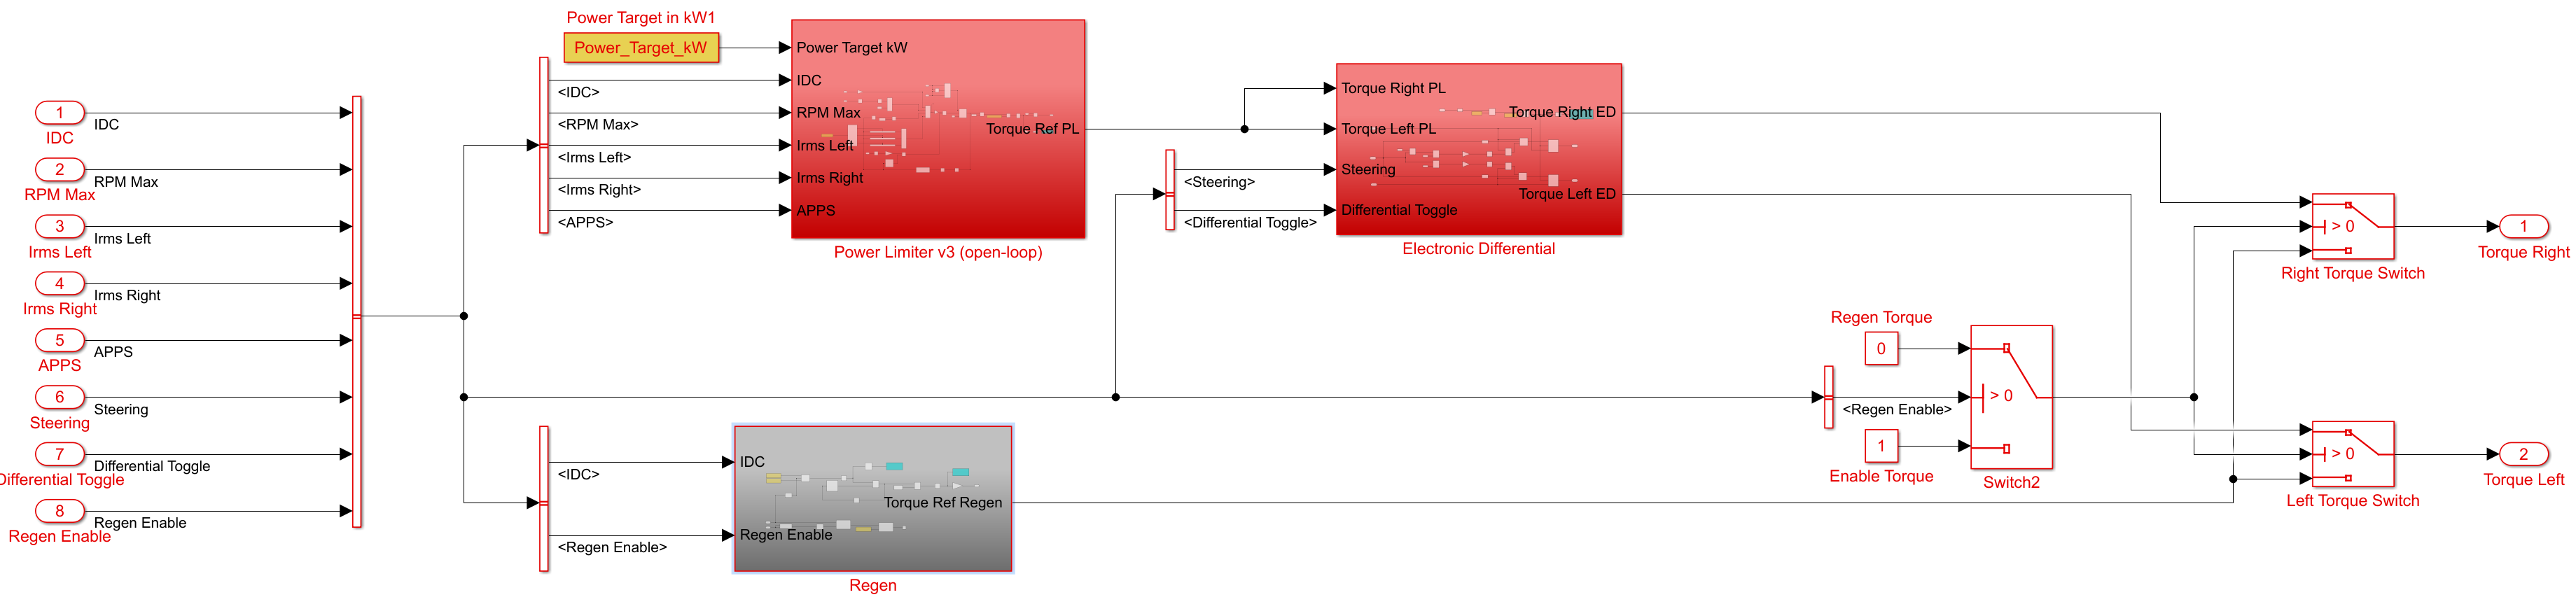 1
IDC
IDC
2
RPM Max
RPM Max
3
Irms Left
Irms Left
4
Irms Right
Irms Right
5
APPS
APPS
6
Steering
Steering
7
Differential Toggle
Differential Toggle
8
Regen Enable
Regen Enable
Power Target in kW1
Power_Target_kW
<IDC>
<RPM Max>
<Irms Left>
<Irms Right>
<APPS>
Power Target kW
IDC
RPM Max
Irms Left
Irms Right
APPS
Torque Ref PL
Power Limiter v3 (open-loop)
<Steering>
<Differential Toggle>
Torque Right PL
Torque Left PL
Steering
Differential Toggle
Torque Right ED
Torque Left ED
Electronic Differential
<IDC>
<Regen Enable>
IDC
Regen Enable
Torque Ref Regen
Regen
Regen Torque
0
<Regen Enable>
1
Enable Torque
> 0
Switch2
> 0
Right Torque Switch
> 0
Left Torque Switch
1
Torque Right
2
Torque Left